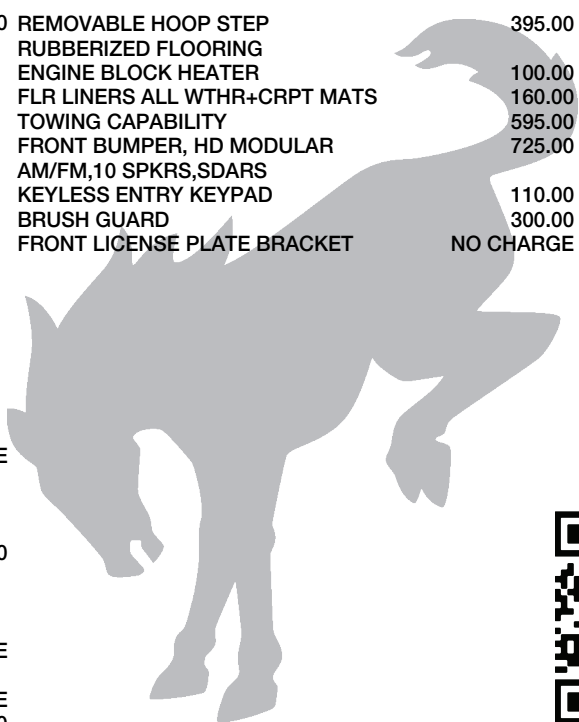 0 REMOVABLE HOOP STEP 395.00
RUBBERIZED FLOORING
ENGINE BLOCK HEATER 100.00
FLR LINERS ALL WTHR+CRPT MATS 160.00
TOWING CAPABILITY 595.00
FRONT BUMPER, HD MODULAR 725.00
AM/FM,10 SPKRS,SDARS
KEYLESS ENTRY KEYPAD 110.00
BRUSH GUARD 300.00
FRONT LICENSE PLATE BRACKET NO CHARGE
E
0
E
E